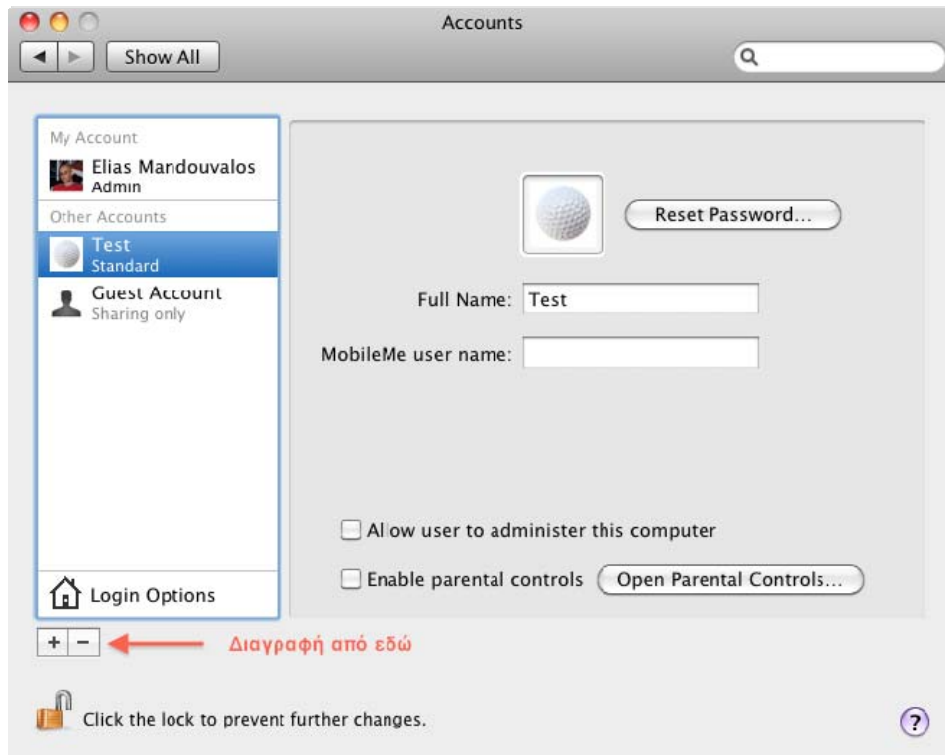 Accounts
Show All
My Account
Elias Mandouvalos
Admin
Other Accounts
Test
Standard
Guest Account
Sharing only
Login Options
Reset Password...
Full Name: Test
MobileMe user name:
Allow user to administer this computer
Enable parental controls Open Parental Controls...
+ − Διαγραφή από εδώ
Click the lock to prevent further changes. ?